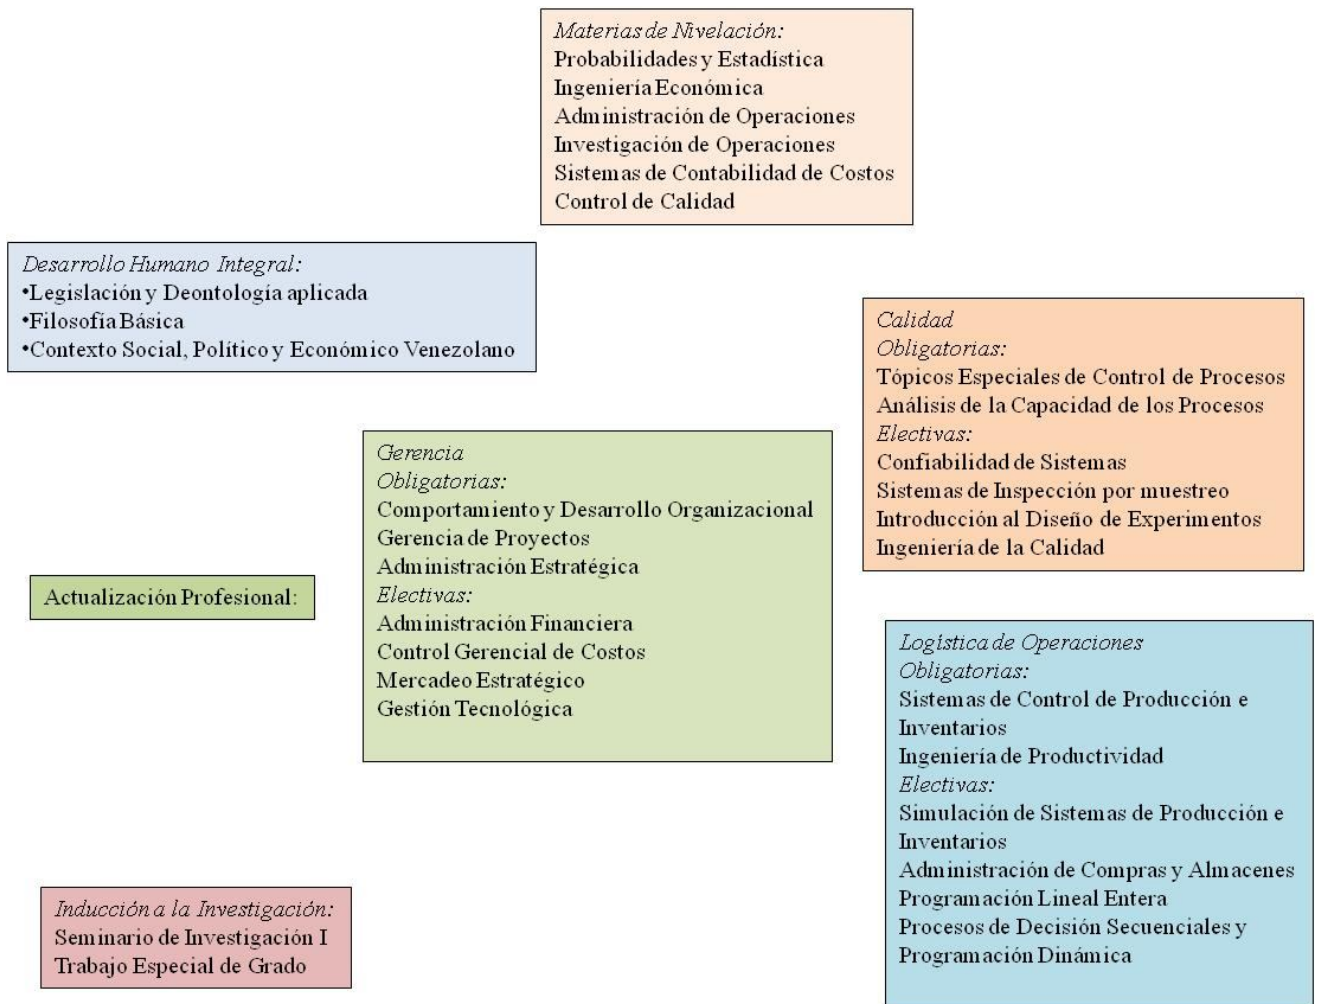 Materias de Nivelación:
Probabilidades y Estadística
Ingeniería Económica
Administración de Operaciones
Investigación de Operaciones
Sistemas de Contabilidad de Costos
Control de Calidad
Desarrollo Humano Integral:
•Legislación y Deontología aplicada
•Filosofía Básica
•Contexto Social, Político y Económico Venezolano
Calidad
Obligatorias:
Tópicos Especiales de Control de Procesos
Análisis de la Capacidad de los Procesos
Electivas:
Confiabilidad de Sistemas
Sistemas de Inspección por muestreo
Introducción al Diseño de Experimentos
Ingeniería de la Calidad
Gerencia
Obligatorias:
Comportamiento y Desarrollo Organizacional
Gerencia de Proyectos
Administración Estratégica
Electivas:
Administración Financiera
Control Gerencial de Costos
Mercadeo Estratégico
Gestión Tecnológica
Actualización Profesional:
Logística de Operaciones
Obligatorias:
Sistemas de Control de Producción e
Inventarios
Ingeniería de Productividad
Electivas:
Simulación de Sistemas de Producción e
Inventarios
Administración de Compras y Almacenes
Programación Lineal Entera
Procesos de Decisión Secuenciales y
Programación Dinámica
Inducción a la Investigación:
Seminario de Investigación I
Trabajo Especial de Grado